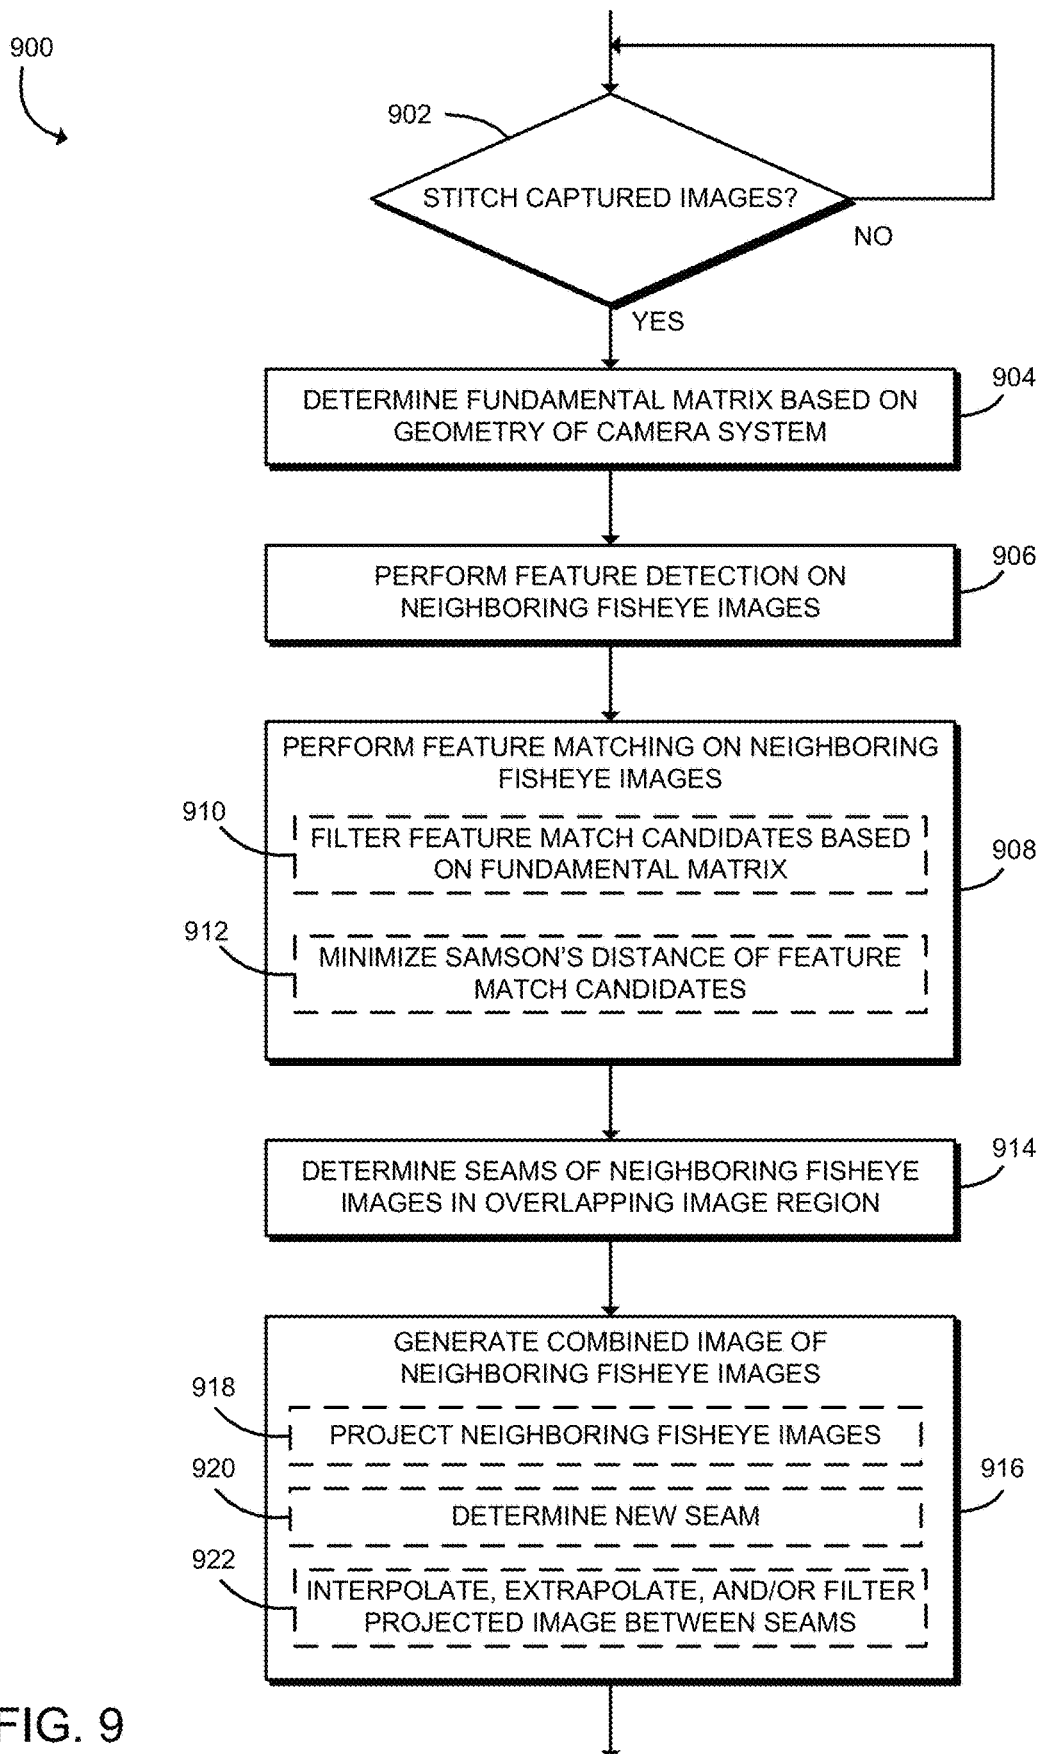 900
902
STITCH CAPTURED IMAGES?
NO
YES
904
DETERMINE FUNDAMENTAL MATRIX BASED ON
GEOMETRY OF CAMERA SYSTEM
906
PERFORM FEATURE DETECTION ON
NEIGHBORING FISHEYE IMAGES
PERFORM FEATURE MATCHING ON NEIGHBORING
FISHEYE IMAGES
910
FILTER FEATURE MATCH CANDIDATES BASED
ON FUNDAMENTAL MATRIX
908
912
MINIMIZE SAMSON'S DISTANCE OF FEATURE
MATCH CANDIDATES
914
DETERMINE SEAMS OF NEIGHBORING FISHEYE
IMAGES IN OVERLAPPING IMAGE REGION
GENERATE COMBINED IMAGE OF
NEIGHBORING FISHEYE IMAGES
918
PROJECT NEIGHBORING FISHEYE IMAGES
920
916
DETERMINE NEW SEAM
922
INTERPOLATE, EXTRAPOLATE, AND/OR FILTER
PROJECTED IMAGE BETWEEN SEAMS
FIG. 9